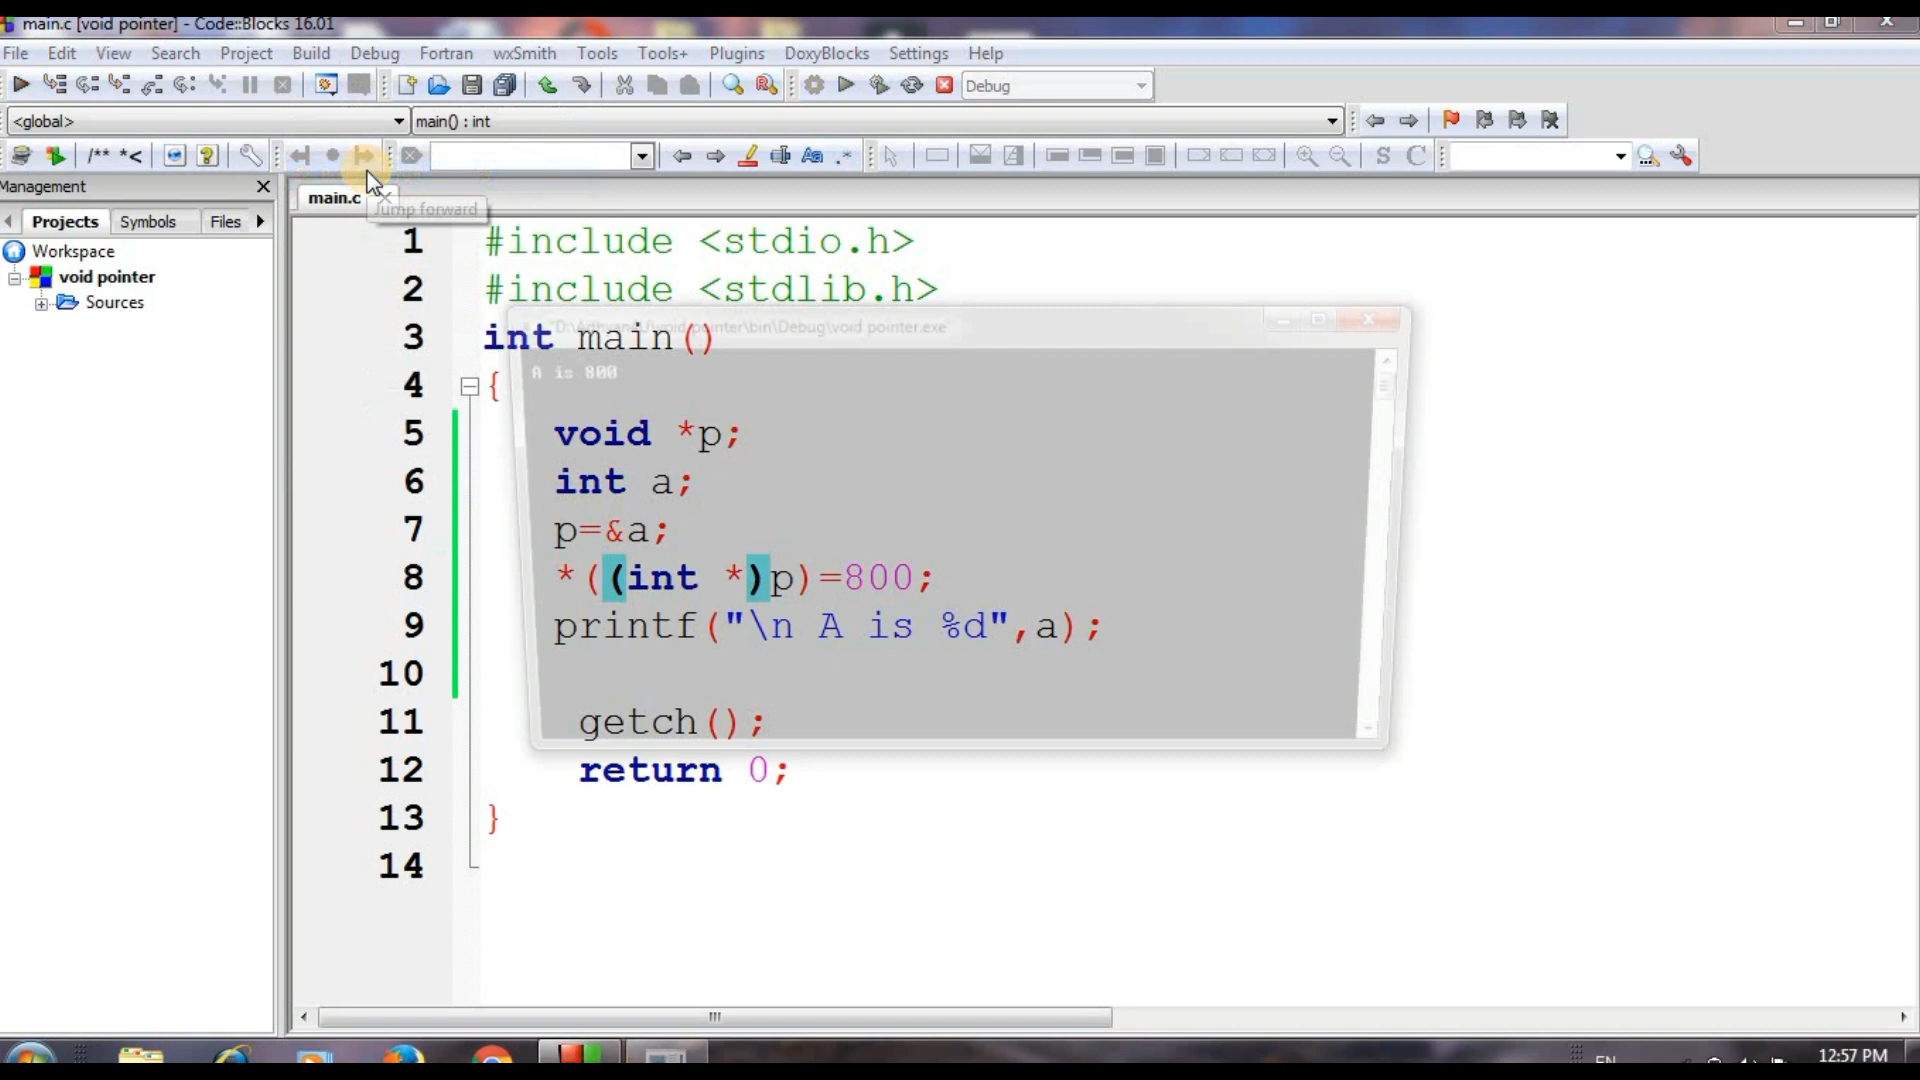 main.c [void pointer] - Code::Blocks 16.01
File Edit View Search Project Build Debug Fortran wxSmith Tools Tools+ Plugins DoxyBlocks Settings Help
Debug
<global> main() : int
/** *< Aa .* S C
Management
main.c
Jump forward
Projects Symbols Files
Workspace
void pointer
Sources
1 #include <stdio.h>
2 #include <stdlib.h>
3 int main()
pointer\bin\Debug\void pointer.exe"
A is 800
4 {
5 void *p;
6 int a;
7 p=&a;
8 *((int *)p)=800;
9 printf("\n A is %d",a);
10
11 getch();
12 return 0;
13 }
14
EN
12:57 PM